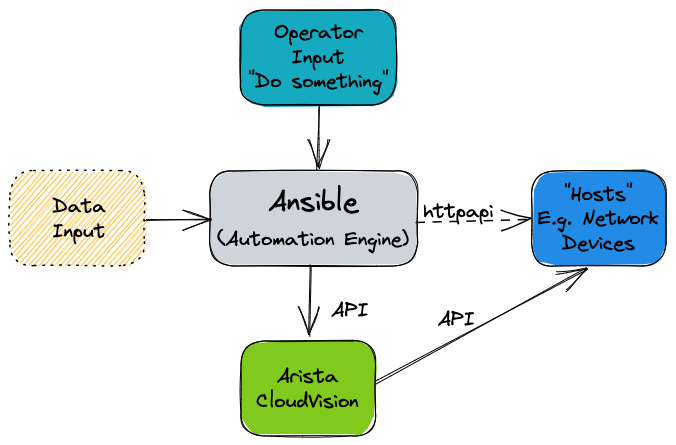 Operator
Input
"Do something"
Data
Input
Ansible
(Automation Engine)
httpapi
"Hosts"
E.g. Network
Devices
API
API
Arista
CloudVision